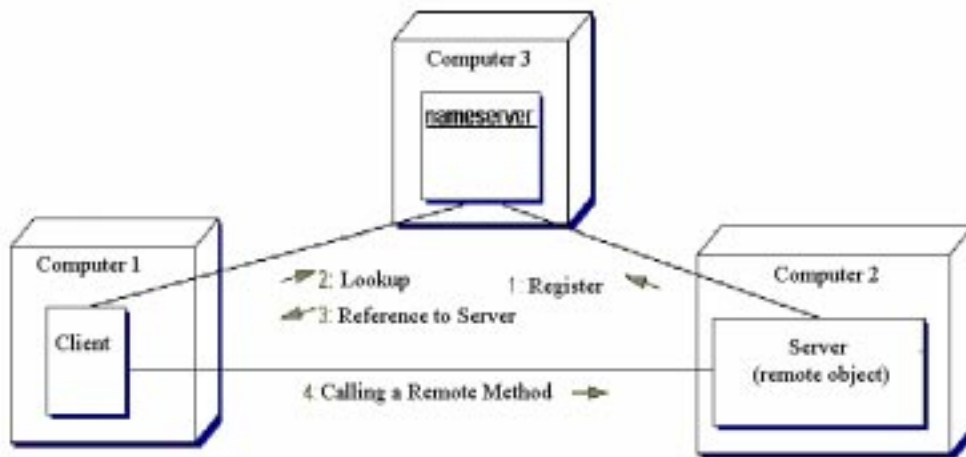 Computer 3
nameserver
Computer 1
Client
2: Lookup
3: Reference to Server
1: Register
Computer 2
Server
(remote object)
4: Calling a Remote Method